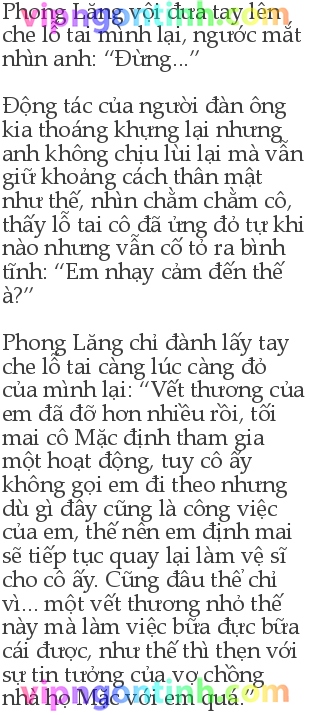 vipngontinh.com
Phong Lăng vội đưa tay lên
che lỗ tai mình lại, ngước mắt
nhìn anh: “Đừng...”
Động tác của người đàn ông
kia thoáng khựng lại nhưng
anh không chịu lùi lại mà vẫn
giữ khoảng cách thân mật
như thế, nhìn chằm chằm cô,
thấy lỗ tai cô đã ửng đỏ tự khi
nào nhưng vẫn cố tỏ ra bình
tĩnh: “Em nhạy cảm đến thế
à?”
Phong Lăng chỉ đành lấy tay
che lỗ tai càng lúc càng đỏ
của mình lại: “Vết thương của
em đã đỡ hơn nhiều rồi, tối
mai cô Mặc định tham gia
một hoạt động, tuy cô ấy
không gọi em đi theo nhưng
dù gì đây cũng là công việc
của em, thế nên em định mai
sẽ tiếp tục quay lại làm vệ sĩ
cho cô ấy. Cũng đâu thể chỉ
vì... một vết thương nhỏ thế
này mà làm việc bữa đực bữa
cái được, như thế thì thẹn với
sự tin tưởng của vợ chồng
nhà họ Mặc với em quá.”
vipngontinh.com